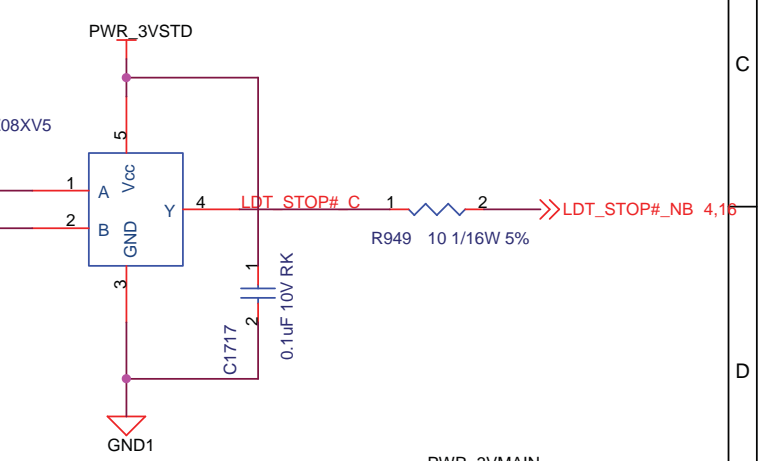 PWR_3VSTD
C
08XV5
5
Vcc
1
A
4
LDT_STOP#_C
1
2
LDT_STOP#_NB 4,16
Y
2
B
GND
R949
10 1/16W 5%
3
1
2
C1717
0.1uF 10V RK
D
GND1
PWR_3VMAIN